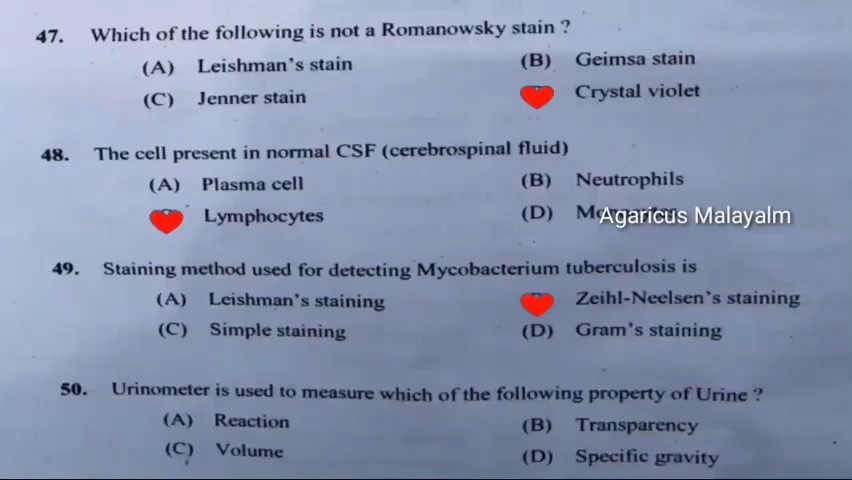 47. Which of the following is not a Romanowsky stain ?
(A) Leishman's stain (B) Geimsa stain
(C) Jenner stain Crystal violet
48. The cell present in normal CSF (cerebrospinal fluid)
(A) Plasma cell (B) Neutrophils
Lymphocytes (D) Agaricus Malayalm
49. Staining method used for detecting Mycobacterium tuberculosis is
(A) Leishman's staining Zeihl-Neelsen's staining
(C) Simple staining (D) Gram's staining
50. Urinometer is used to measure which of the following property of Urine ?
(A) Reaction (B) Transparency
(C) Volume (D) Specific gravity